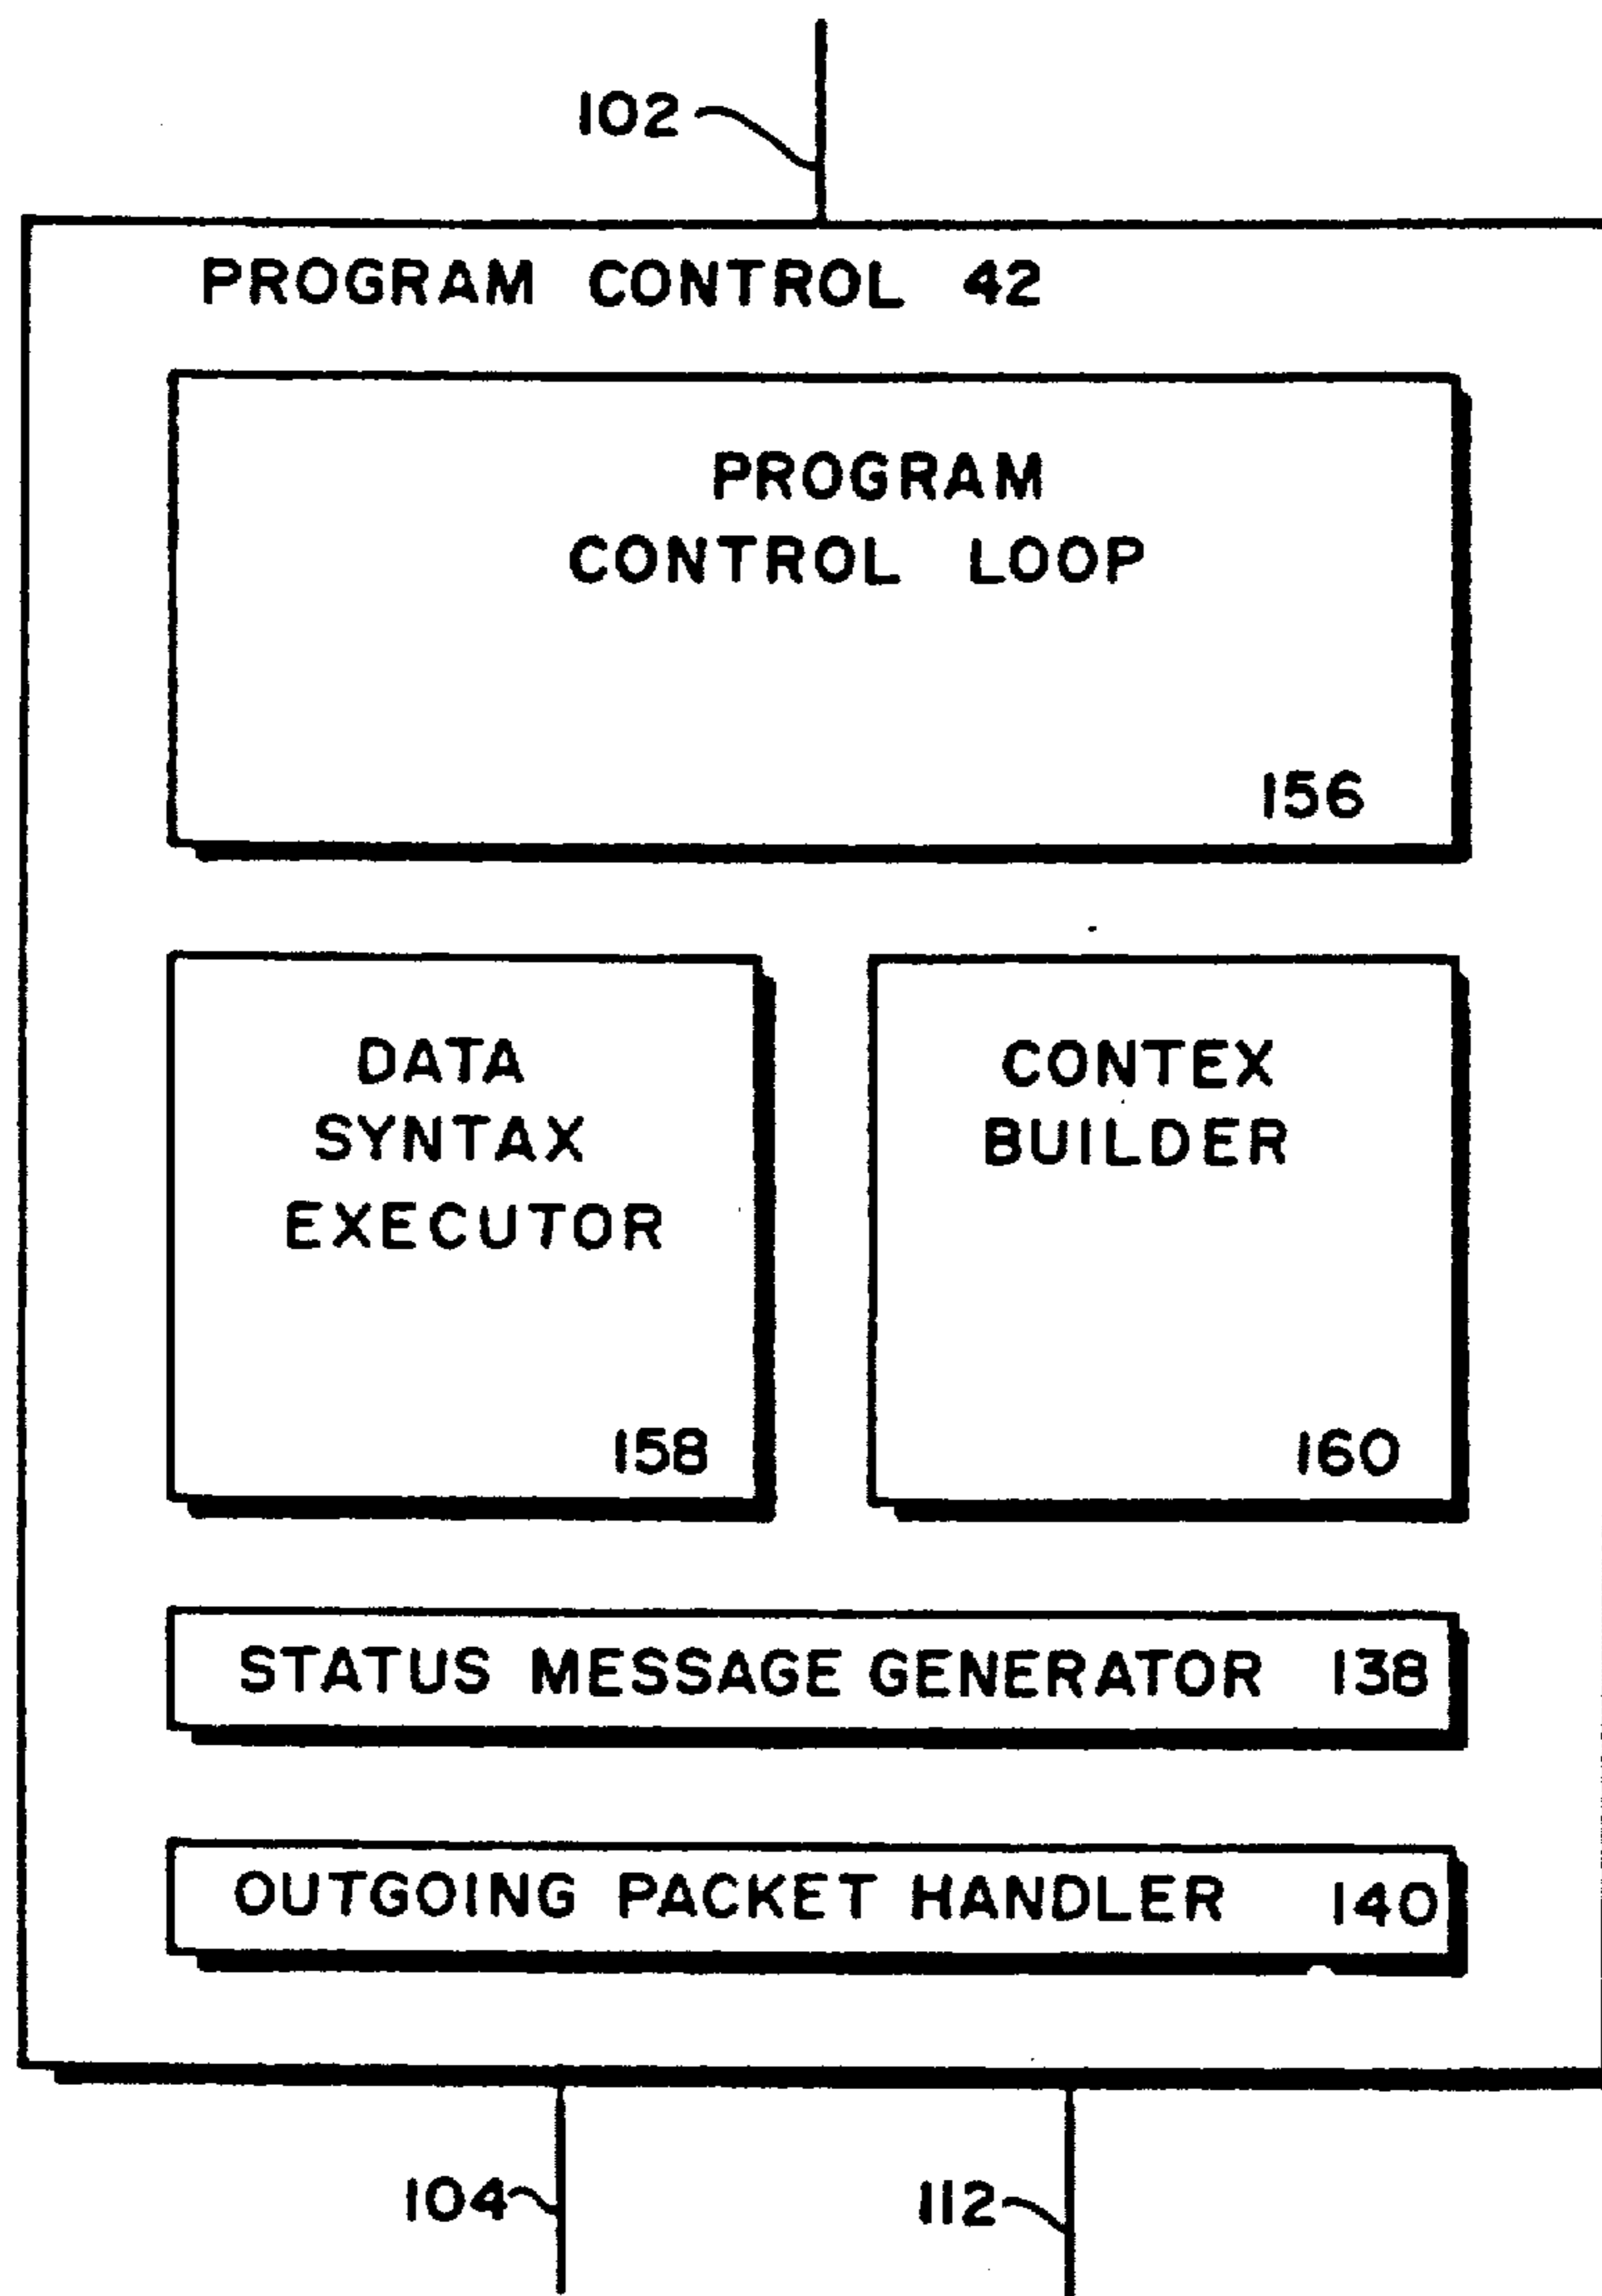 102
PROGRAM CONTROL 42
PROGRAM
CONTROL LOOP
156
DATA
SYNTAX
EXECUTOR
158
CONTEX
BUILDER
160
STATUS MESSAGE GENERATOR 138
OUTGOING PACKET HANDLER 140
104
112